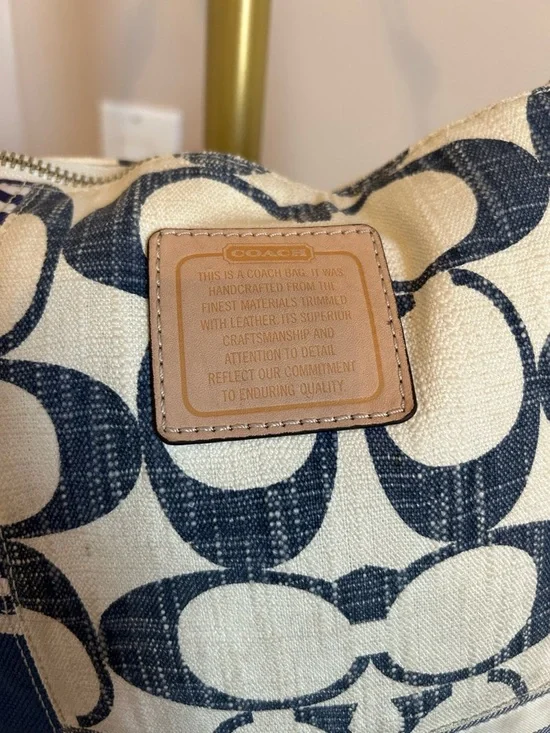 COACH
THIS IS A COACH BAG. IT WAS
HANDCRAFTED FROM THE
FINEST MATERIALS TRIMMED
WITH LEATHER. ITS SUPERIOR
CRAFTSMANSHIP AND
ATTENTION TO DETAIL
REFLECT OUR COMMITMENT
TO ENDURING QUALITY.